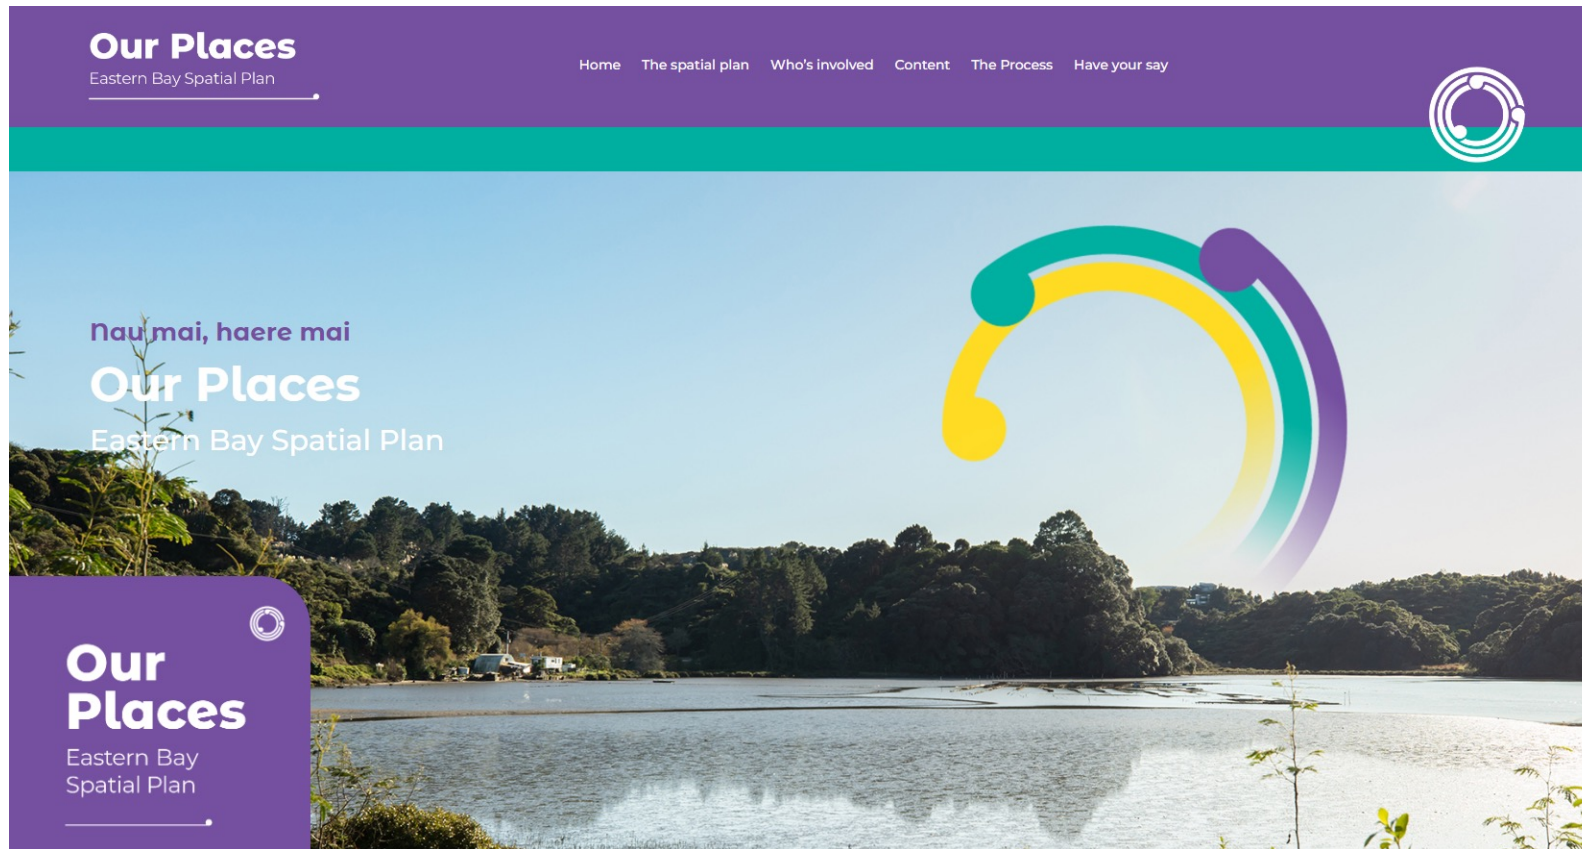 Our Places
Eastern Bay Spatial Plan
Home The spatial plan Who's involved Content The Process Have your say
Nau mai, haere mai
Our Places
Eastern Bay Spatial Plan
Our
Places
Eastern Bay
Spatial Plan